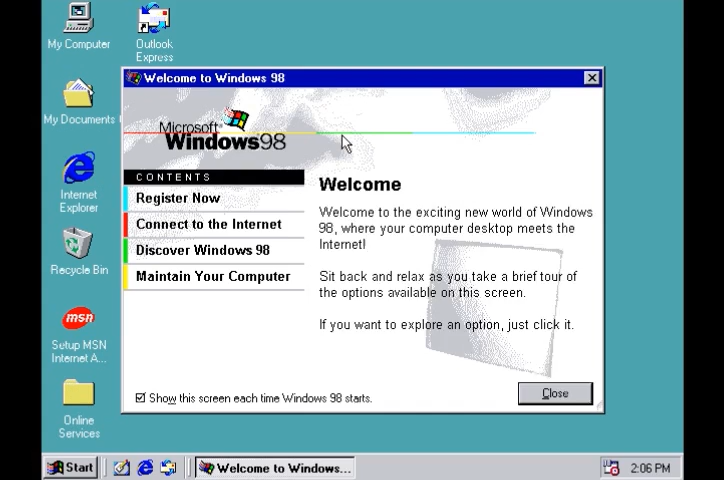 My Computer
Outlook
Express
My Documents
Internet
Explorer
Recycle Bin
msn
Setup MSN
Internet A...
Online
Services
Welcome to Windows 98
Microsoft
Windows98
CONTENTS
Register Now
Connect to the Internet
Discover Windows 98
Maintain Your Computer
Welcome
Welcome to the exciting new world of Windows
98, where your computer desktop meets the
Internet!
Sit back and relax as you take a brief tour of
the options available on this screen.
If you want to explore an option, just click it.
Show this screen each time Windows 98 starts.
Close
Start
Welcome to Windows...
2:06 PM